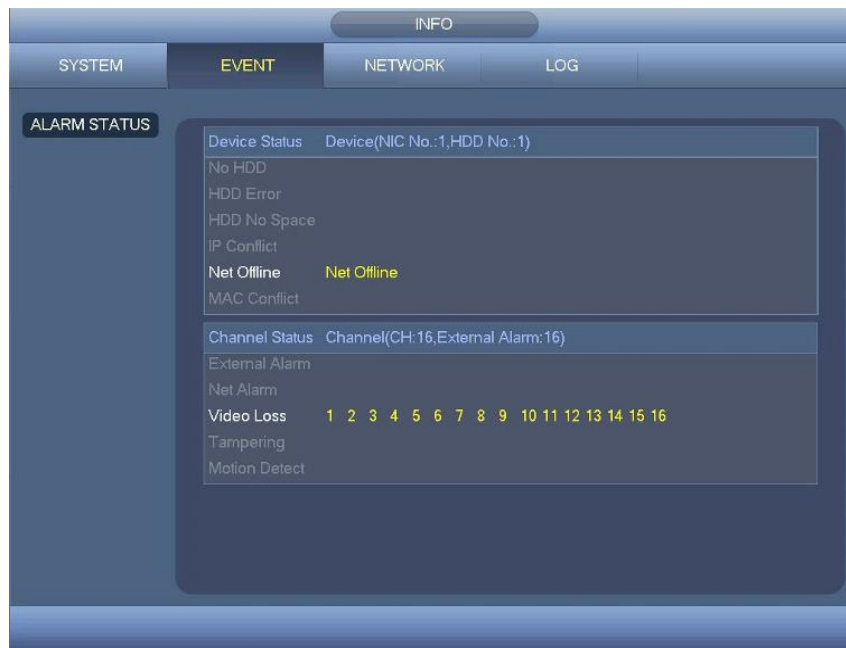 INFO
SYSTEM EVENT NETWORK LOG
ALARM STATUS
Device Status Device(NIC No.:1,HDD No.:1)
No HDD
HDD Error
HDD No Space
IP Conflict
Net Offline Net Offline
MAC Conflict
Channel Status Channel(CH:16,External Alarm:16)
External Alarm
Net Alarm
Video Loss 1 2 3 4 5 6 7 8 9 10 11 12 13 14 15 16
Tampering
Motion Detect